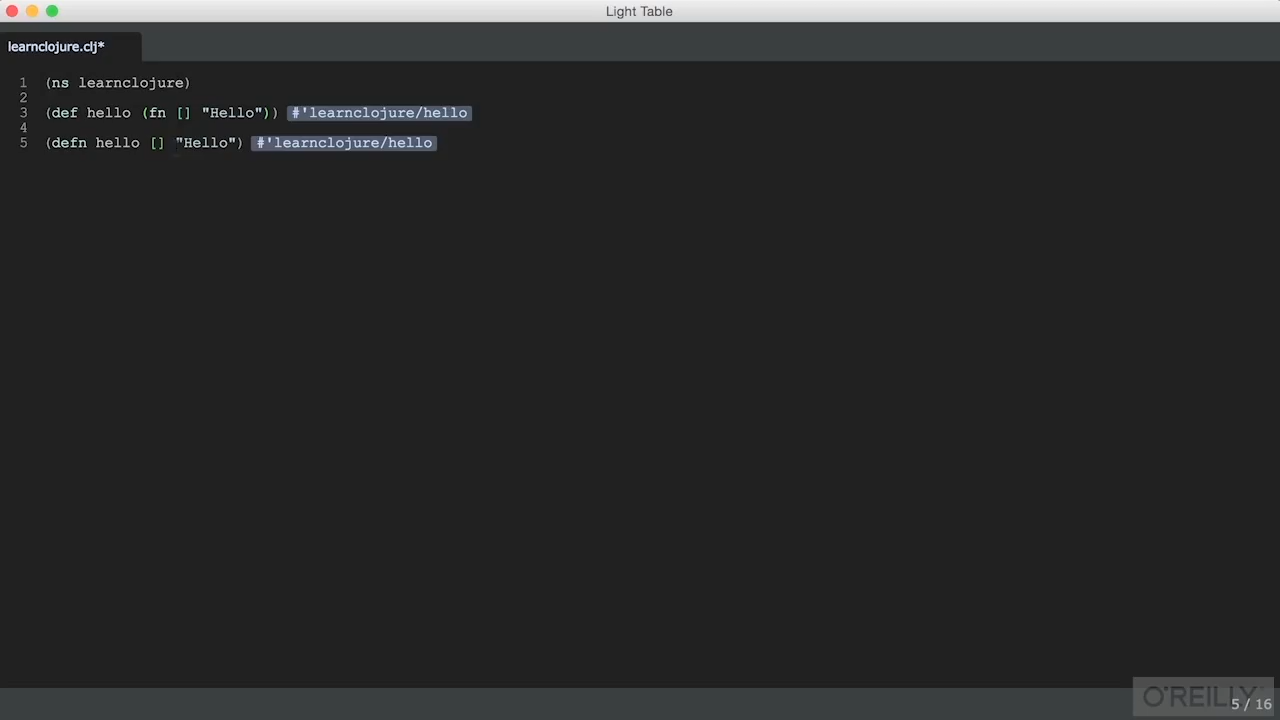 Light Table
learnclojure.clj*
1 (ns learnclojure)
2
3 (def hello (fn [] "Hello")) #'learnclojure/hello
4
5 (defn hello [] "Hello") #'learnclojure/hello
O'REILLY
5 / 16